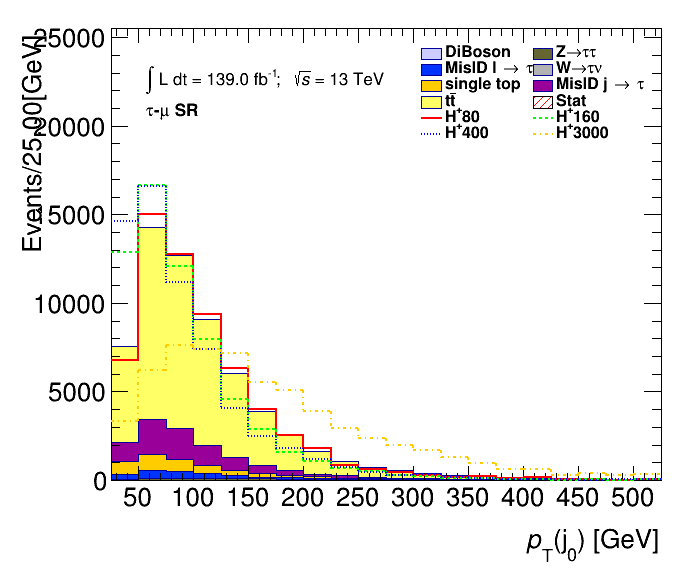 Events/25.00[GeV]
25000
20000
15000
10000
5000
0
∫ L dt = 139.0 fb⁻¹; √s = 13 TeV
τ-μ SR
DiBoson
Z→ττ
MisID l → τ
W→τν
single top
MisID j → τ
tt̄
Stat
H⁺80
H⁺160
H⁺400
H⁺3000
50 100 150 200 250 300 350 400 450 500
p_T(j_0) [GeV]